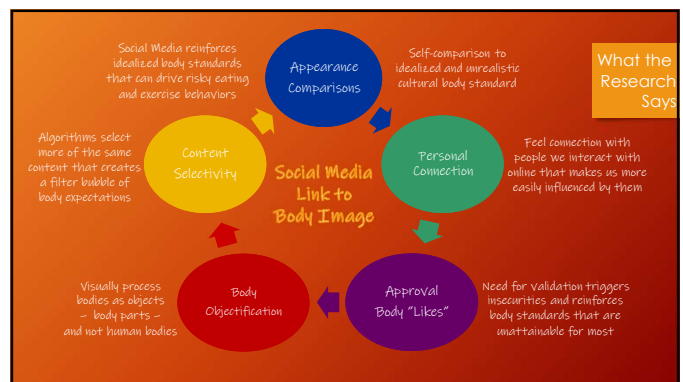 What the
Research
Says
Social Media reinforces
idealized body standards
that can drive risky eating
and exercise behaviors
Appearance
Comparisons
Self-comparison to
idealized and unrealistic
cultural body standard
Personal
Connection
Feel connection with
people we interact with
online that makes us more
easily influenced by them
Approval
Body “Likes”
Need for validation triggers
insecurities and reinforces
body standards that are
unattainable for most
Body
Objectification
Visually process
bodies as objects
– body parts –
and not human bodies
Content
Selectivity
Algorithms select
more of the same
content that creates
a filter bubble of
body expectations
Social Media
Link to
Body Image